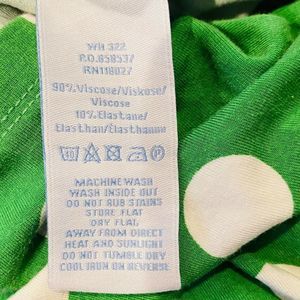 WH 322
P.O.858537
RN118027
90% Viscose/Viskose/
Viscose
10% Elastane/
Elasthan/Elasthanne
MACHINE WASH
WASH INSIDE OUT
DO NOT RUB STAINS
STORE FLAT
DRY FLAT
AWAY FROM DIRECT
HEAT AND SUNLIGHT
DO NOT TUMBLE DRY
COOL IRON ON REVERSE